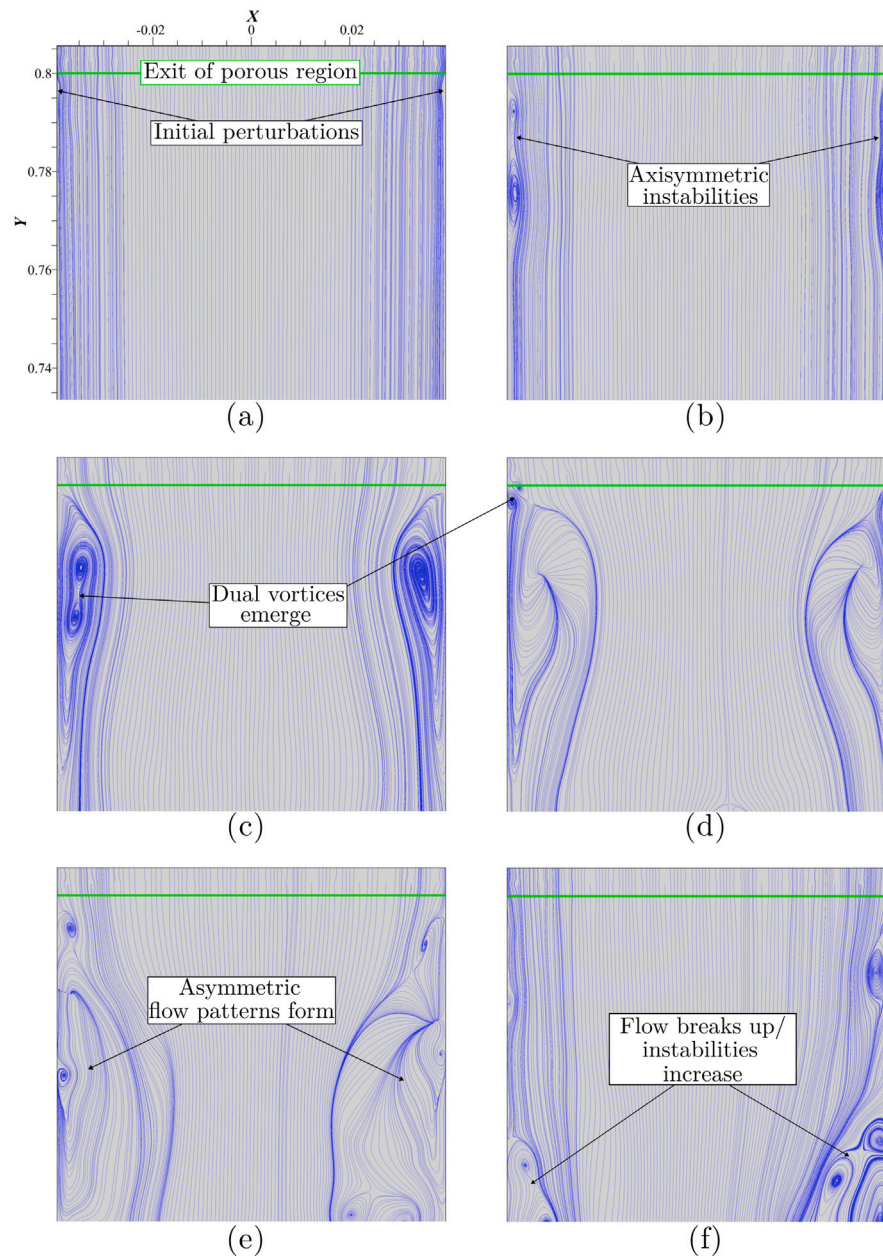 X
-0.02 0 0.02
0.8
Exit of porous region
Initial perturbations
0.78
Y
0.76
0.74
(a)
Axisymmetric
instabilities
(b)
Dual vortices
emerge
(c)
(d)
Asymmetric
flow patterns form
(e)
Flow breaks up/
instabilities
increase
(f)